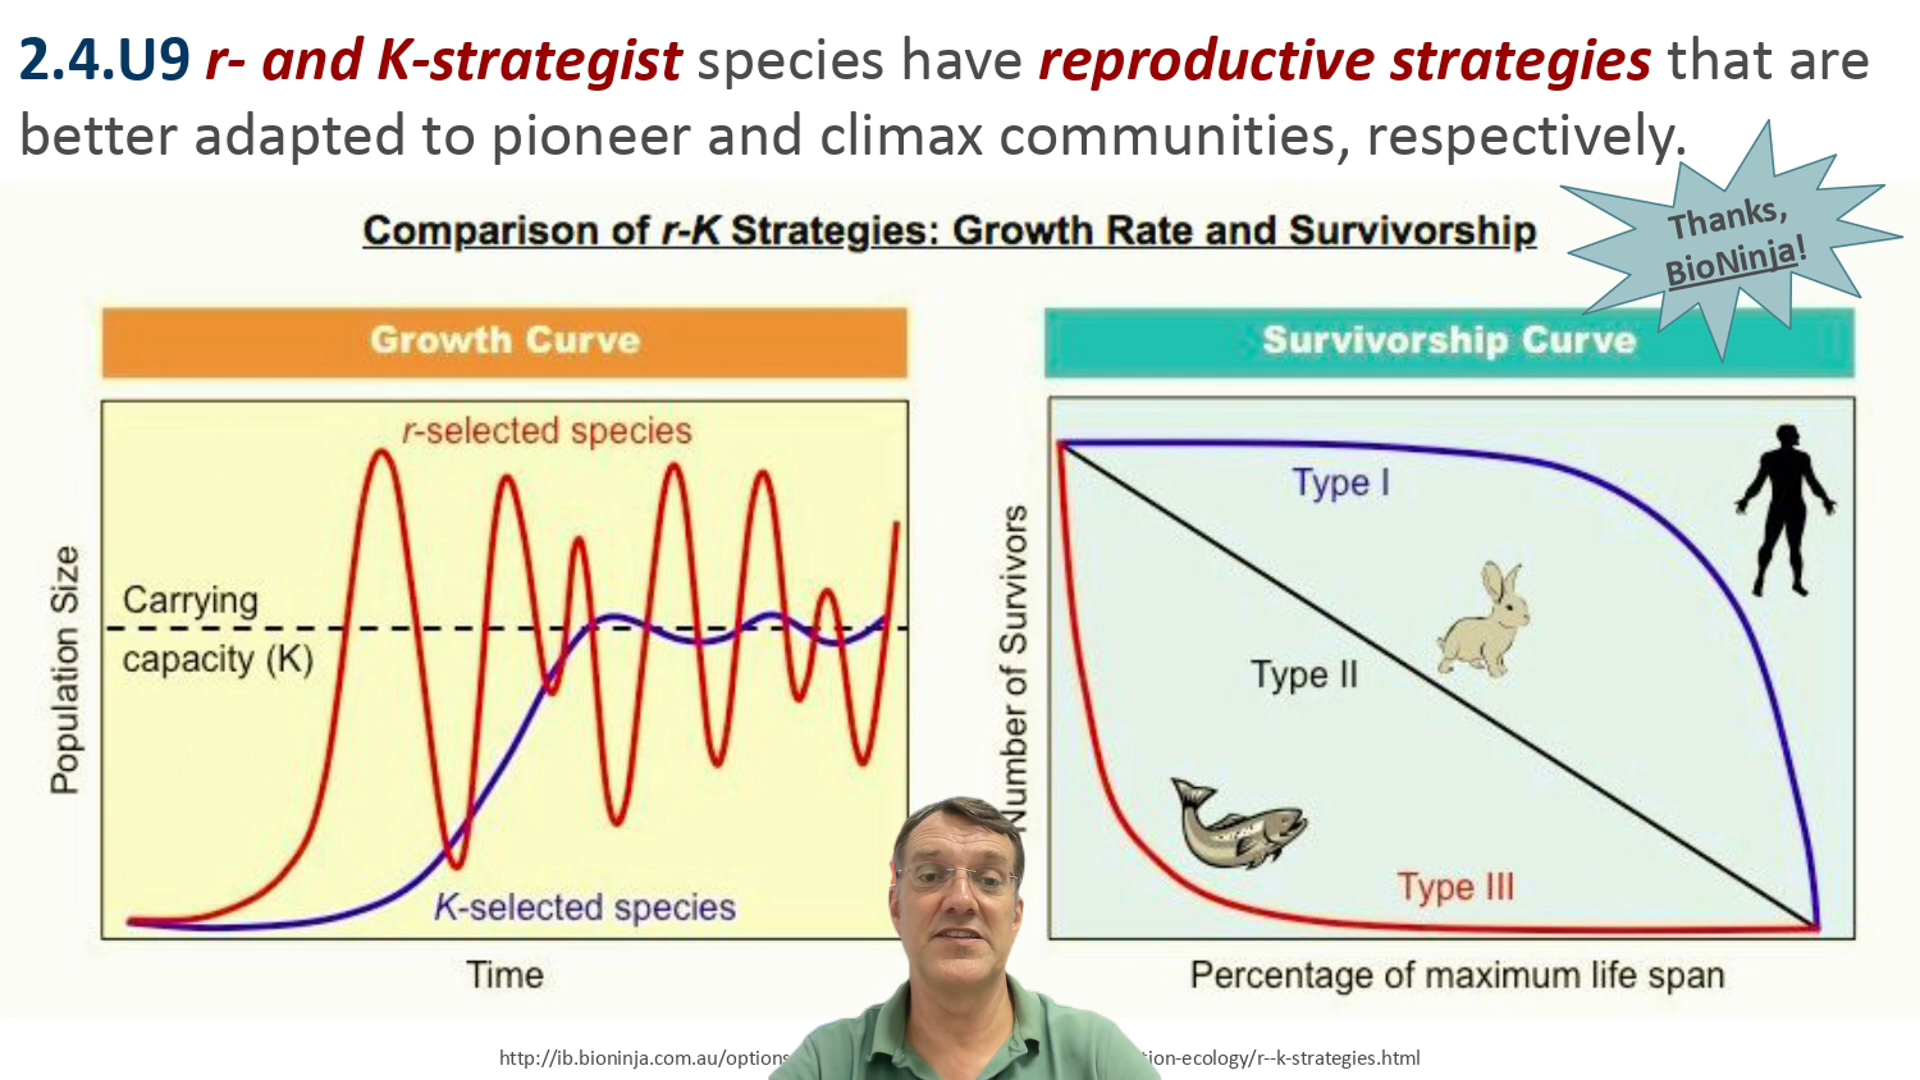 2.4.U9 r- and K-strategist species have reproductive strategies that are
better adapted to pioneer and climax communities, respectively.
Thanks,
BioNinja!
Comparison of r-K Strategies: Growth Rate and Survivorship
Growth Curve
r-selected species
Carrying
capacity (K)
K-selected species
Population Size
Time
Survivorship Curve
Type I
Type II
Type III
Number of Survivors
Percentage of maximum life span
http://ib.bioninja.com.au/options
ion-ecology/r--k-strategies.html